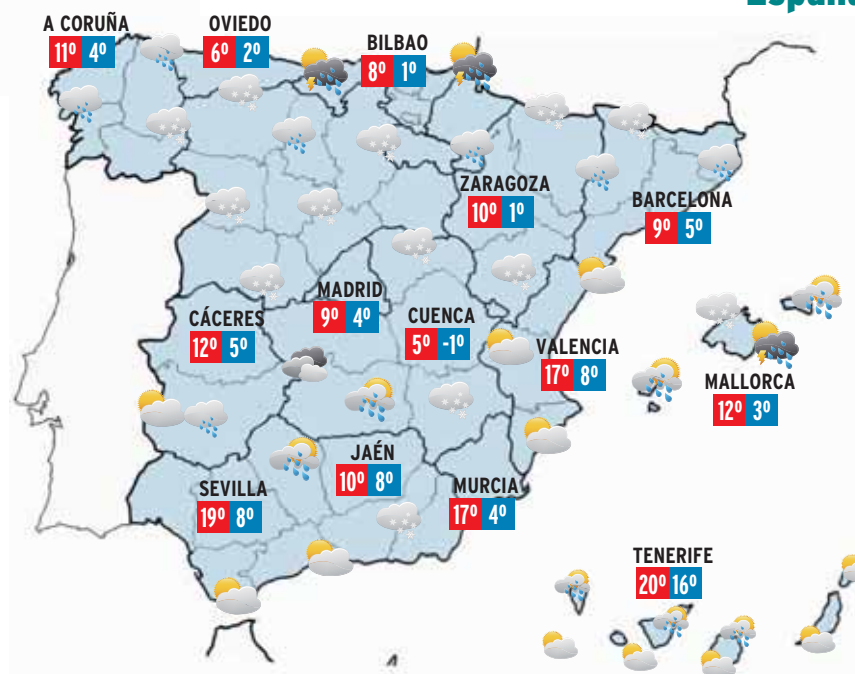 España
A CORUÑA
11º 4º
OVIEDO
6º 2º
BILBAO
8º 1º
ZARAGOZA
10º 1º
BARCELONA
9º 5º
MADRID
9º 4º
CÁCERES
12º 5º
CUENCA
5º -1º
VALENCIA
17º 8º
MALLORCA
12º 3º
JAÉN
10º 8º
SEVILLA
19º 8º
MURCIA
17º 4º
TENERIFE
20º 16º